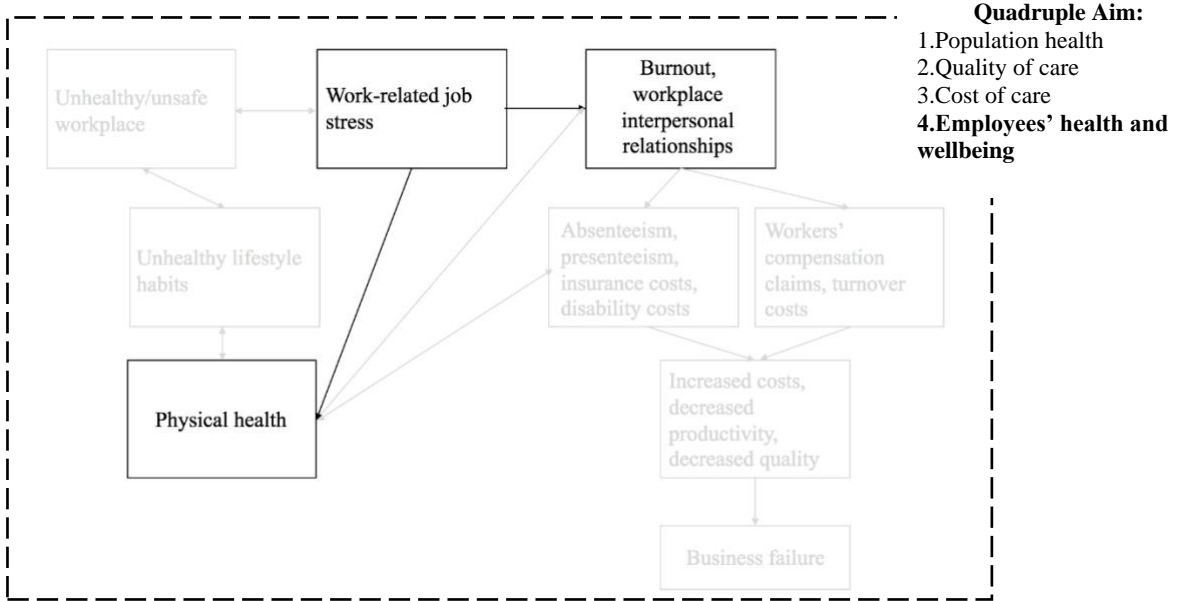 Quadruple Aim:
1.Population health
2.Quality of care
3.Cost of care
4.Employees’ health and
wellbeing
Unhealthy/unsafe
workplace
Work-related job
stress
Burnout,
workplace
interpersonal
relationships
Unhealthy lifestyle
habits
Absenteeism,
presenteeism,
insurance costs,
disability costs
Workers’
compensation
claims, turnover
costs
Physical health
Increased costs,
decreased
productivity,
decreased quality
Business failure